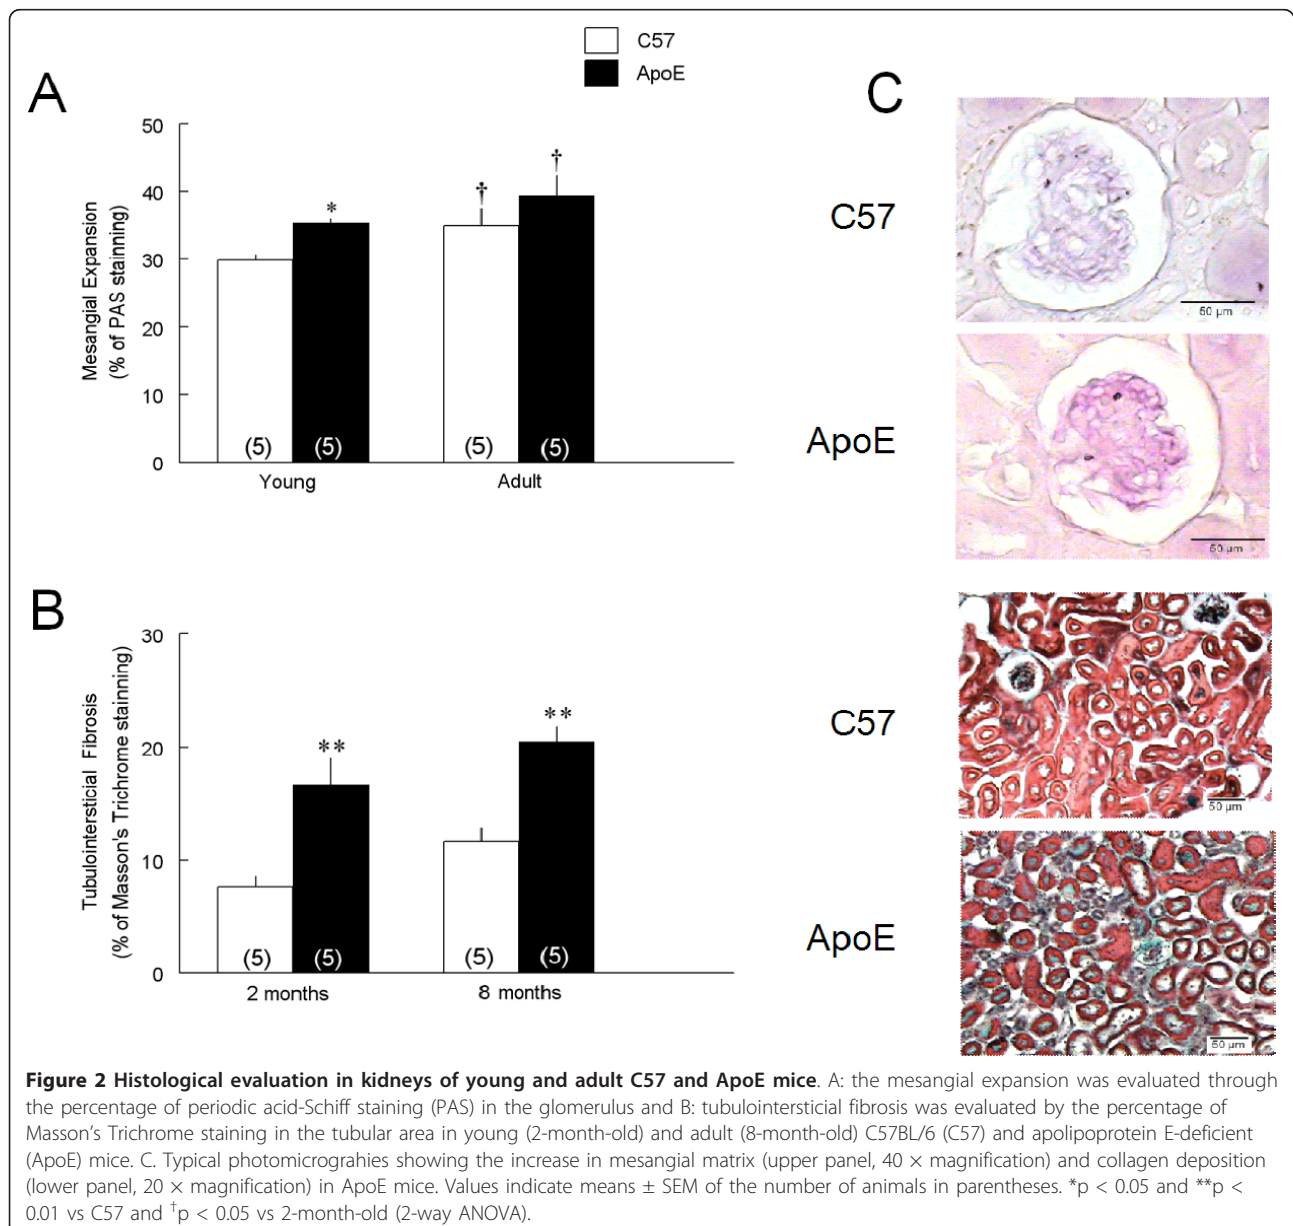 C57
ApoE
A
C
50
40
30
20
10
0
Mesangial Expansion
(% of PAS stainning)
*
†
†
(5)
(5)
(5)
(5)
Young
Adult
C57
50 µm
ApoE
50 µm
B
30
20
10
0
Tubulointersticial Fibrosis
(% of Masson's Trichrome stainning)
**
**
(5)
(5)
(5)
(5)
2 months
8 months
C57
50 µm
ApoE
50 µm
Figure 2 Histological evaluation in kidneys of young and adult C57 and ApoE mice. A: the mesangial expansion was evaluated through
the percentage of periodic acid-Schiff staining (PAS) in the glomerulus and B: tubulointersticial fibrosis was evaluated by the percentage of
Masson's Trichrome staining in the tubular area in young (2-month-old) and adult (8-month-old) C57BL/6 (C57) and apolipoprotein E-deficient
(ApoE) mice. C. Typical photomicrograhies showing the increase in mesangial matrix (upper panel, 40 × magnification) and collagen deposition
(lower panel, 20 × magnification) in ApoE mice. Values indicate means ± SEM of the number of animals in parentheses. *p < 0.05 and **p <
0.01 vs C57 and †p < 0.05 vs 2-month-old (2-way ANOVA).